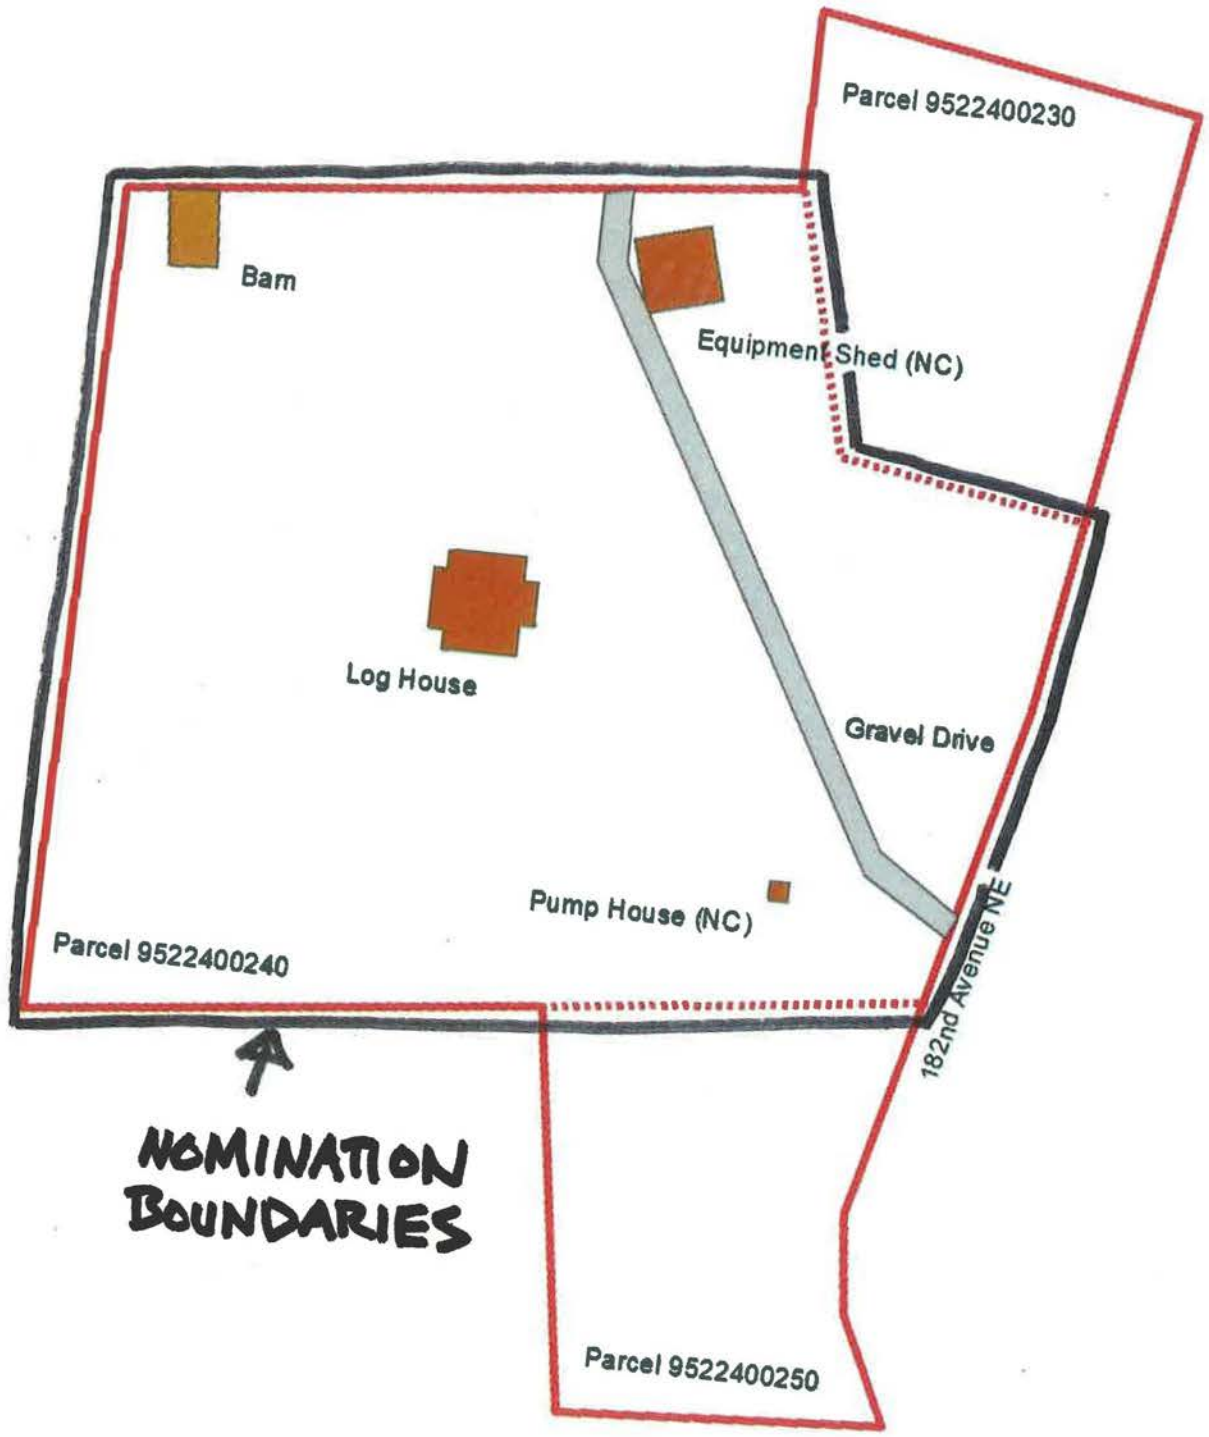 Parcel 9522400230
Barn
Equipment Shed (NC)
Log House
Gravel Drive
Pump House (NC)
Parcel 9522400240
182nd Avenue NE
NOMINATION
BOUNDARIES
Parcel 9522400250